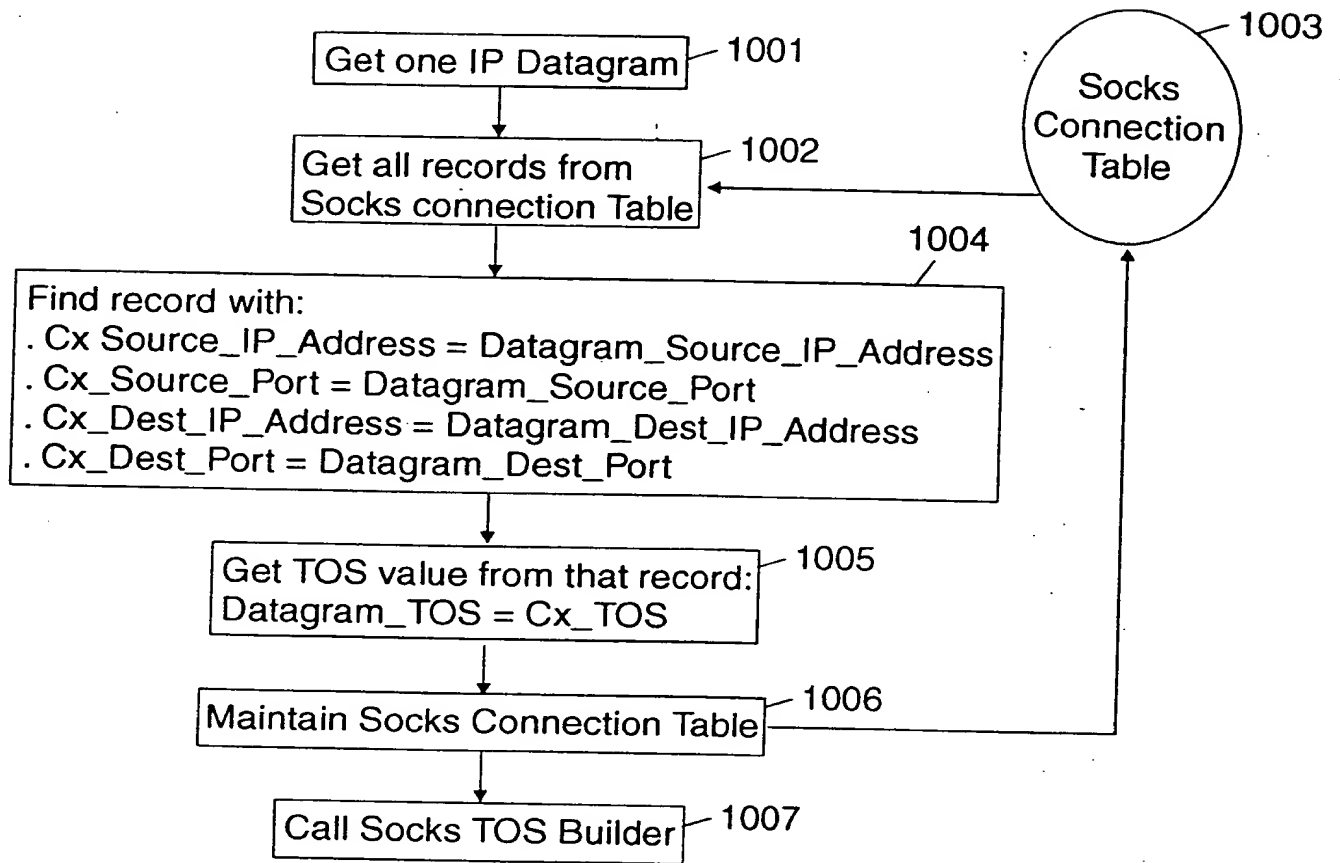 Get one IP Datagram
1001
1003
Socks
Connection
Table
Get all records from
Socks connection Table
1002
1004
Find record with:
. Cx Source_IP_Address = Datagram_Source_IP_Address
. Cx_Source_Port = Datagram_Source_Port
. Cx_Dest_IP_Address = Datagram_Dest_IP_Address
. Cx_Dest_Port = Datagram_Dest_Port
Get TOS value from that record:
Datagram_TOS = Cx_TOS
1005
Maintain Socks Connection Table
1006
Call Socks TOS Builder
1007